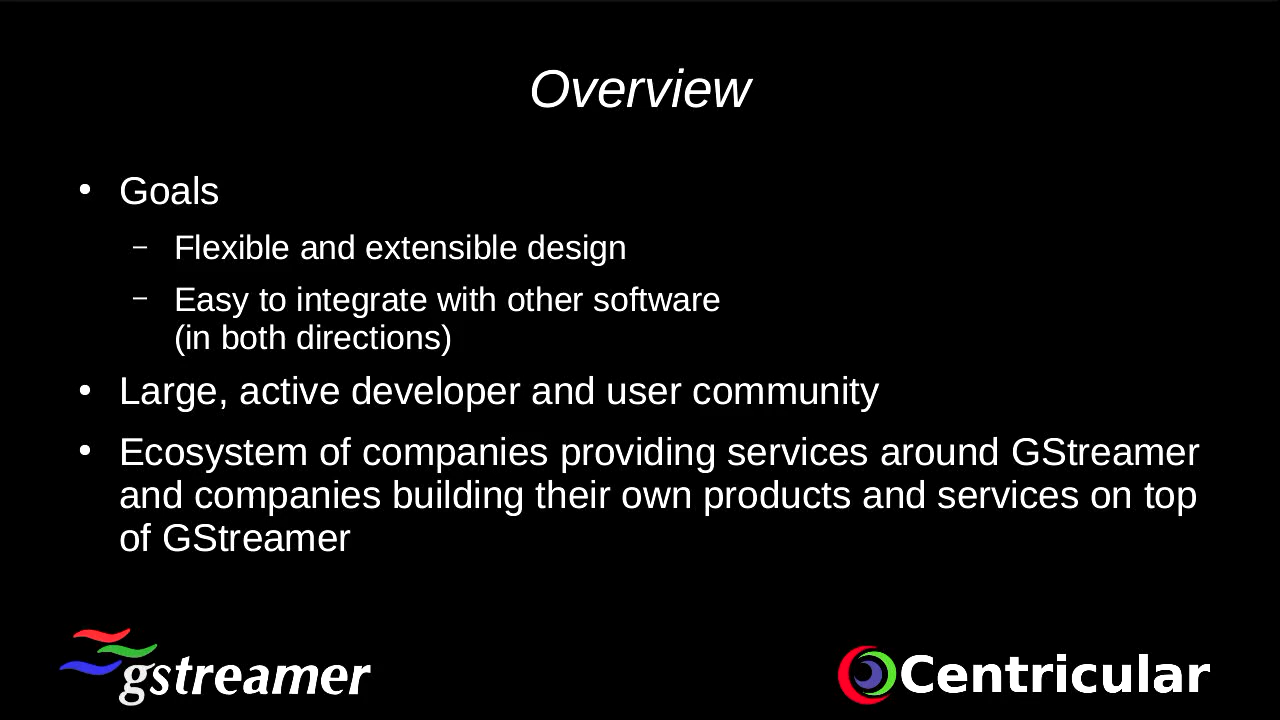 Overview
• Goals
– Flexible and extensible design
– Easy to integrate with other software
(in both directions)
• Large, active developer and user community
• Ecosystem of companies providing services around GStreamer
and companies building their own products and services on top
of GStreamer
gstreamer
Centricular